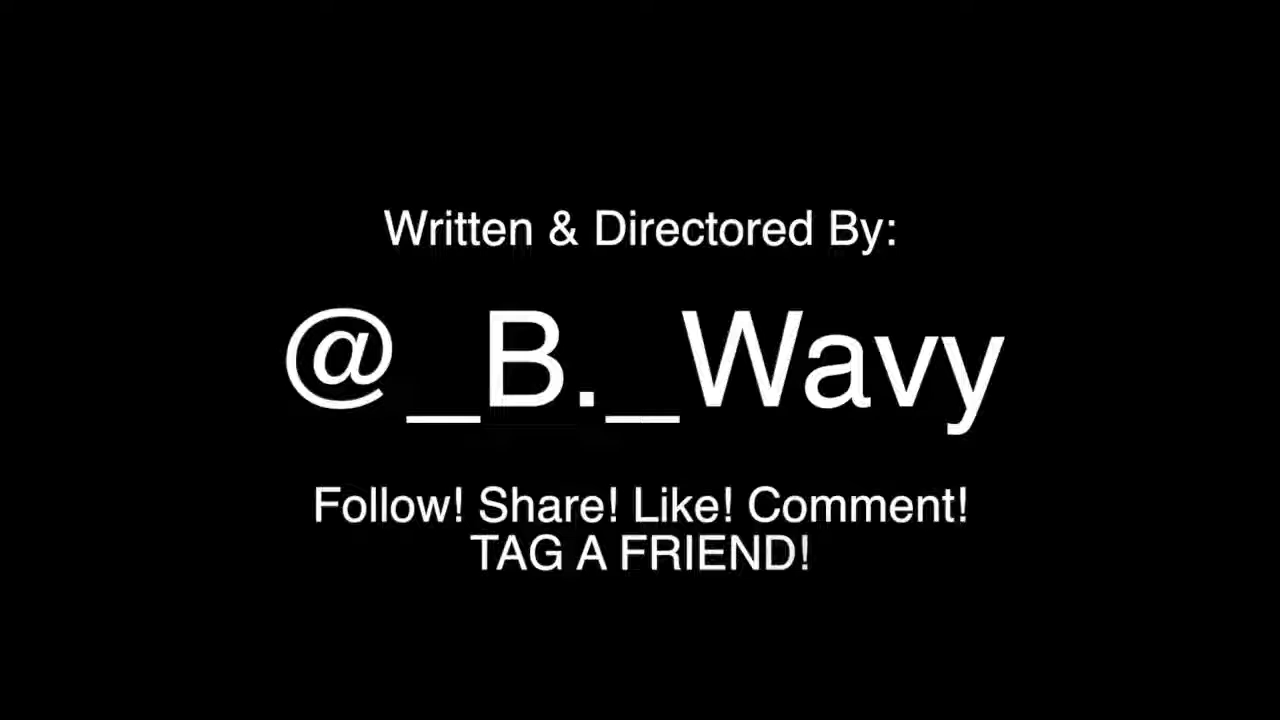 Written & Directored By:
@_B._Wavy
Follow! Share! Like! Comment!
TAG A FRIEND!